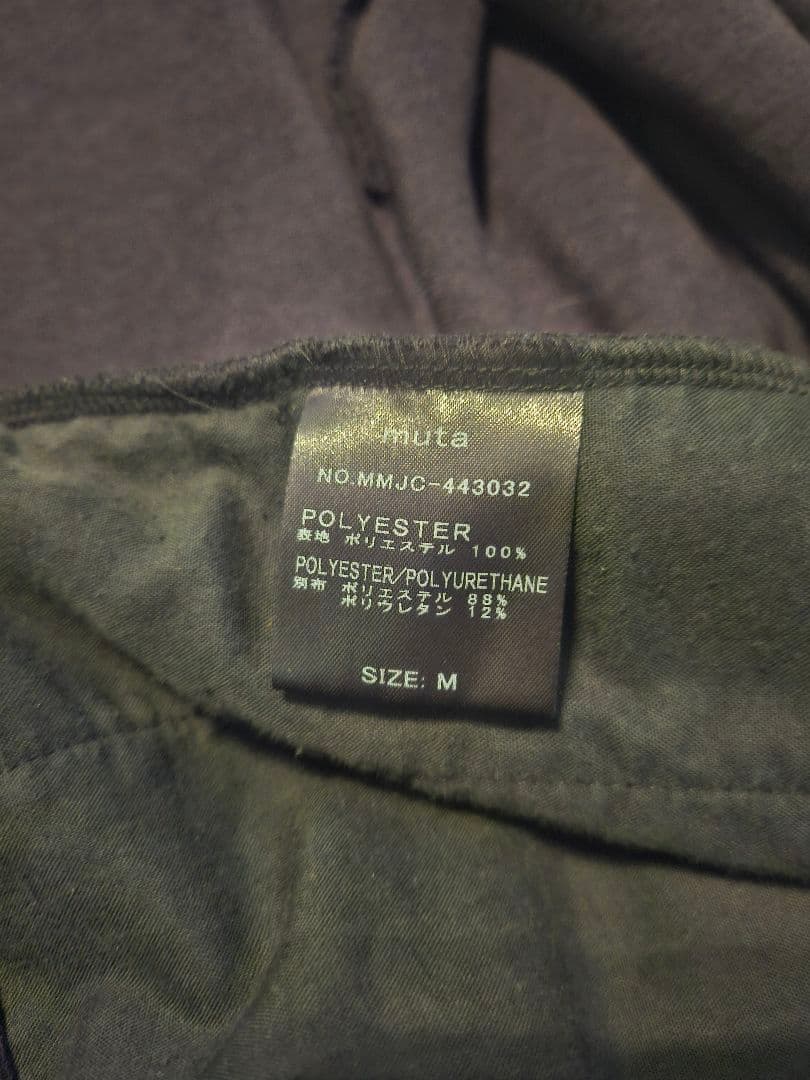 muta
NO.MMJC-443032
POLYESTER
表地 ポリエステル 100%
POLYESTER/POLYURETHANE
別布 ポリエステル 88%
ポリウレタン 12%
SIZE: M